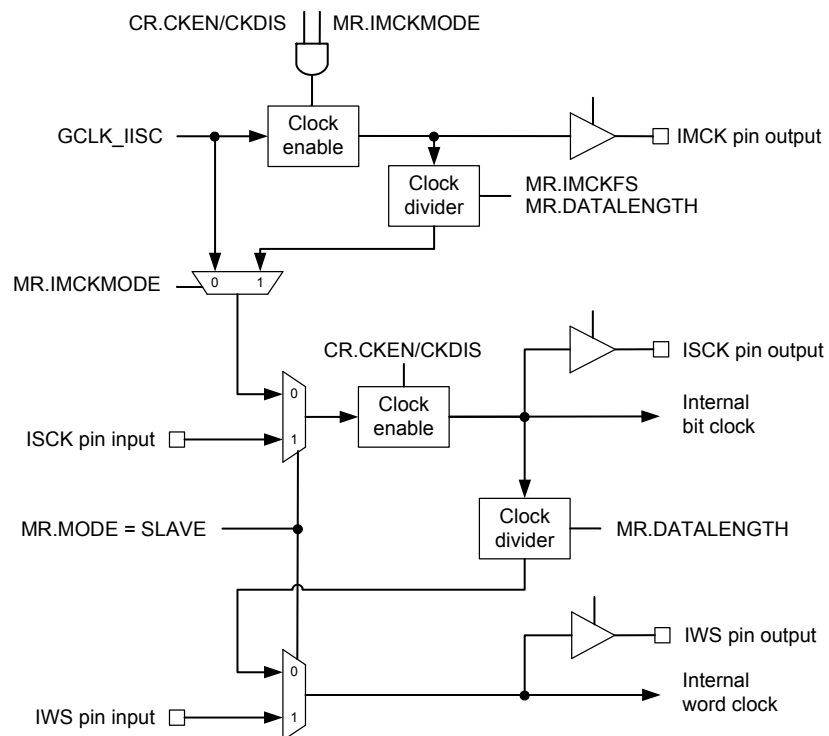 CR.CKEN/CKDIS MR.IMCKMODE
GCLK_IISC
Clock
enable
IMCK pin output
Clock
divider
MR.IMCKFS
MR.DATALENGTH
MR.IMCKMODE
0 1
CR.CKEN/CKDIS
ISCK pin output
0
Clock
enable
Internal
bit clock
ISCK pin input
1
MR.MODE = SLAVE
Clock
divider
MR.DATALENGTH
IWS pin output
0
Internal
word clock
IWS pin input
1